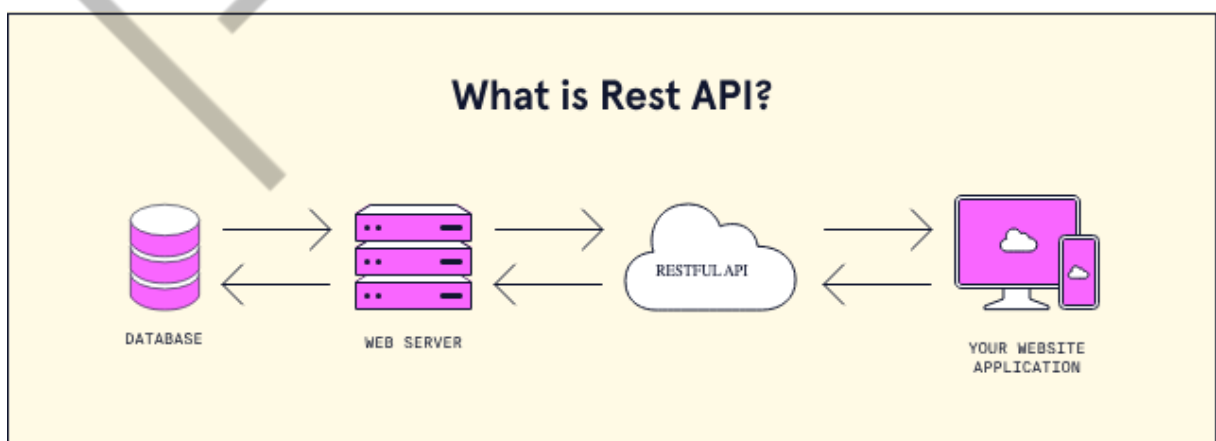 What is Rest API?
RESTFUL API
DATABASE
WEB SERVER
YOUR WEBSITE
APPLICATION